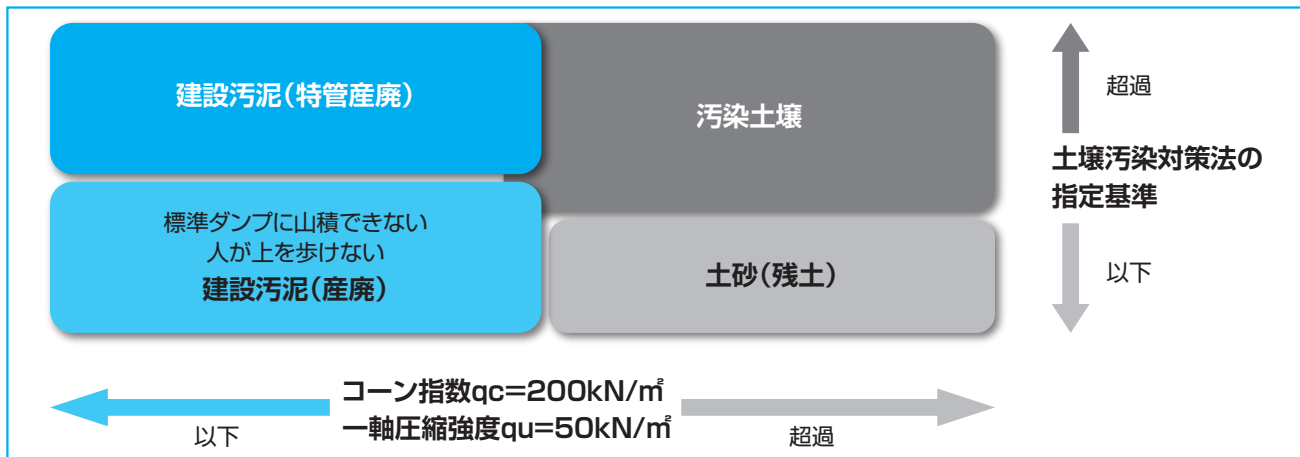 建設汚泥（特管産廃）
汚染土壌
標準ダンプに山積できない
人が上を歩けない
建設汚泥（産廃）
土砂（残土）
超過
土壌汚染対策法の
指定基準
以下
コーン指数qc=200kN/㎡
一軸圧縮強度qu=50kN/㎡
以下
超過